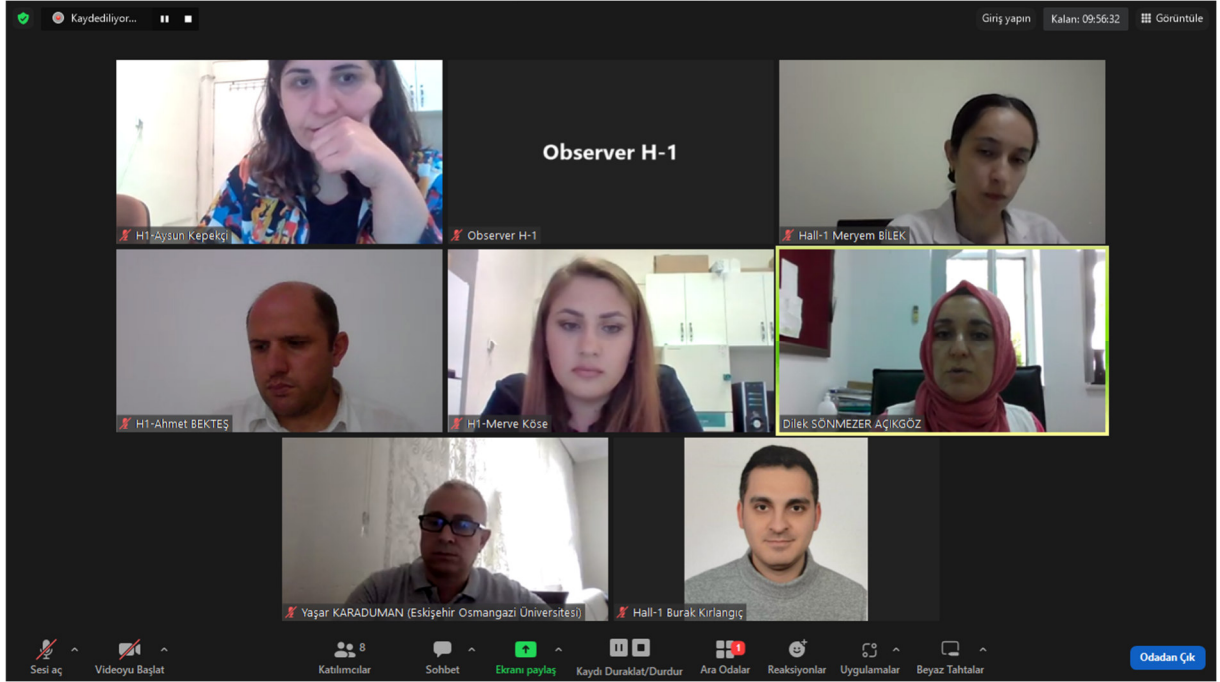 Kaydediliyor...
Giriş yapın
Kalan: 09:56:32
Görüntüle
Observer H-1
H1-Aysun Kepekçi
Observer H-1
Hall-1 Meryem BİLEK
H1-Ahmet BEKTEŞ
H1-Merve Köse
Dilek SÖNMEZER AÇIKGÖZ
Yaşar KARADUMAN (Eskişehir Osmangazi Üniversitesi)
Hall-1 Burak Kırlangıç
Sesi aç
Videoyu Başlat
8
Katılımcılar
Sohbet
Ekranı paylaş
Kaydı Duraklat/Durdur
1
Ara Odalar
Reaksiyonlar
Uygulamalar
Beyaz Tahtalar
Odadan Çık